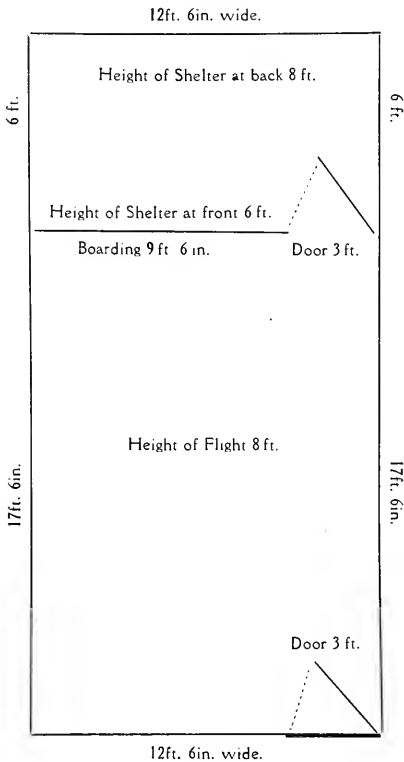 12ft. 6in. wide.
Height of Shelter at back 8 ft.
6 ft.
6 ft.
Height of Shelter at front 6 ft.
Boarding 9 ft 6 in.
Door 3 ft.
Height of Flight 8 ft.
17ft. 6in.
17ft. 6in.
Door 3 ft.
12ft. 6in. wide.